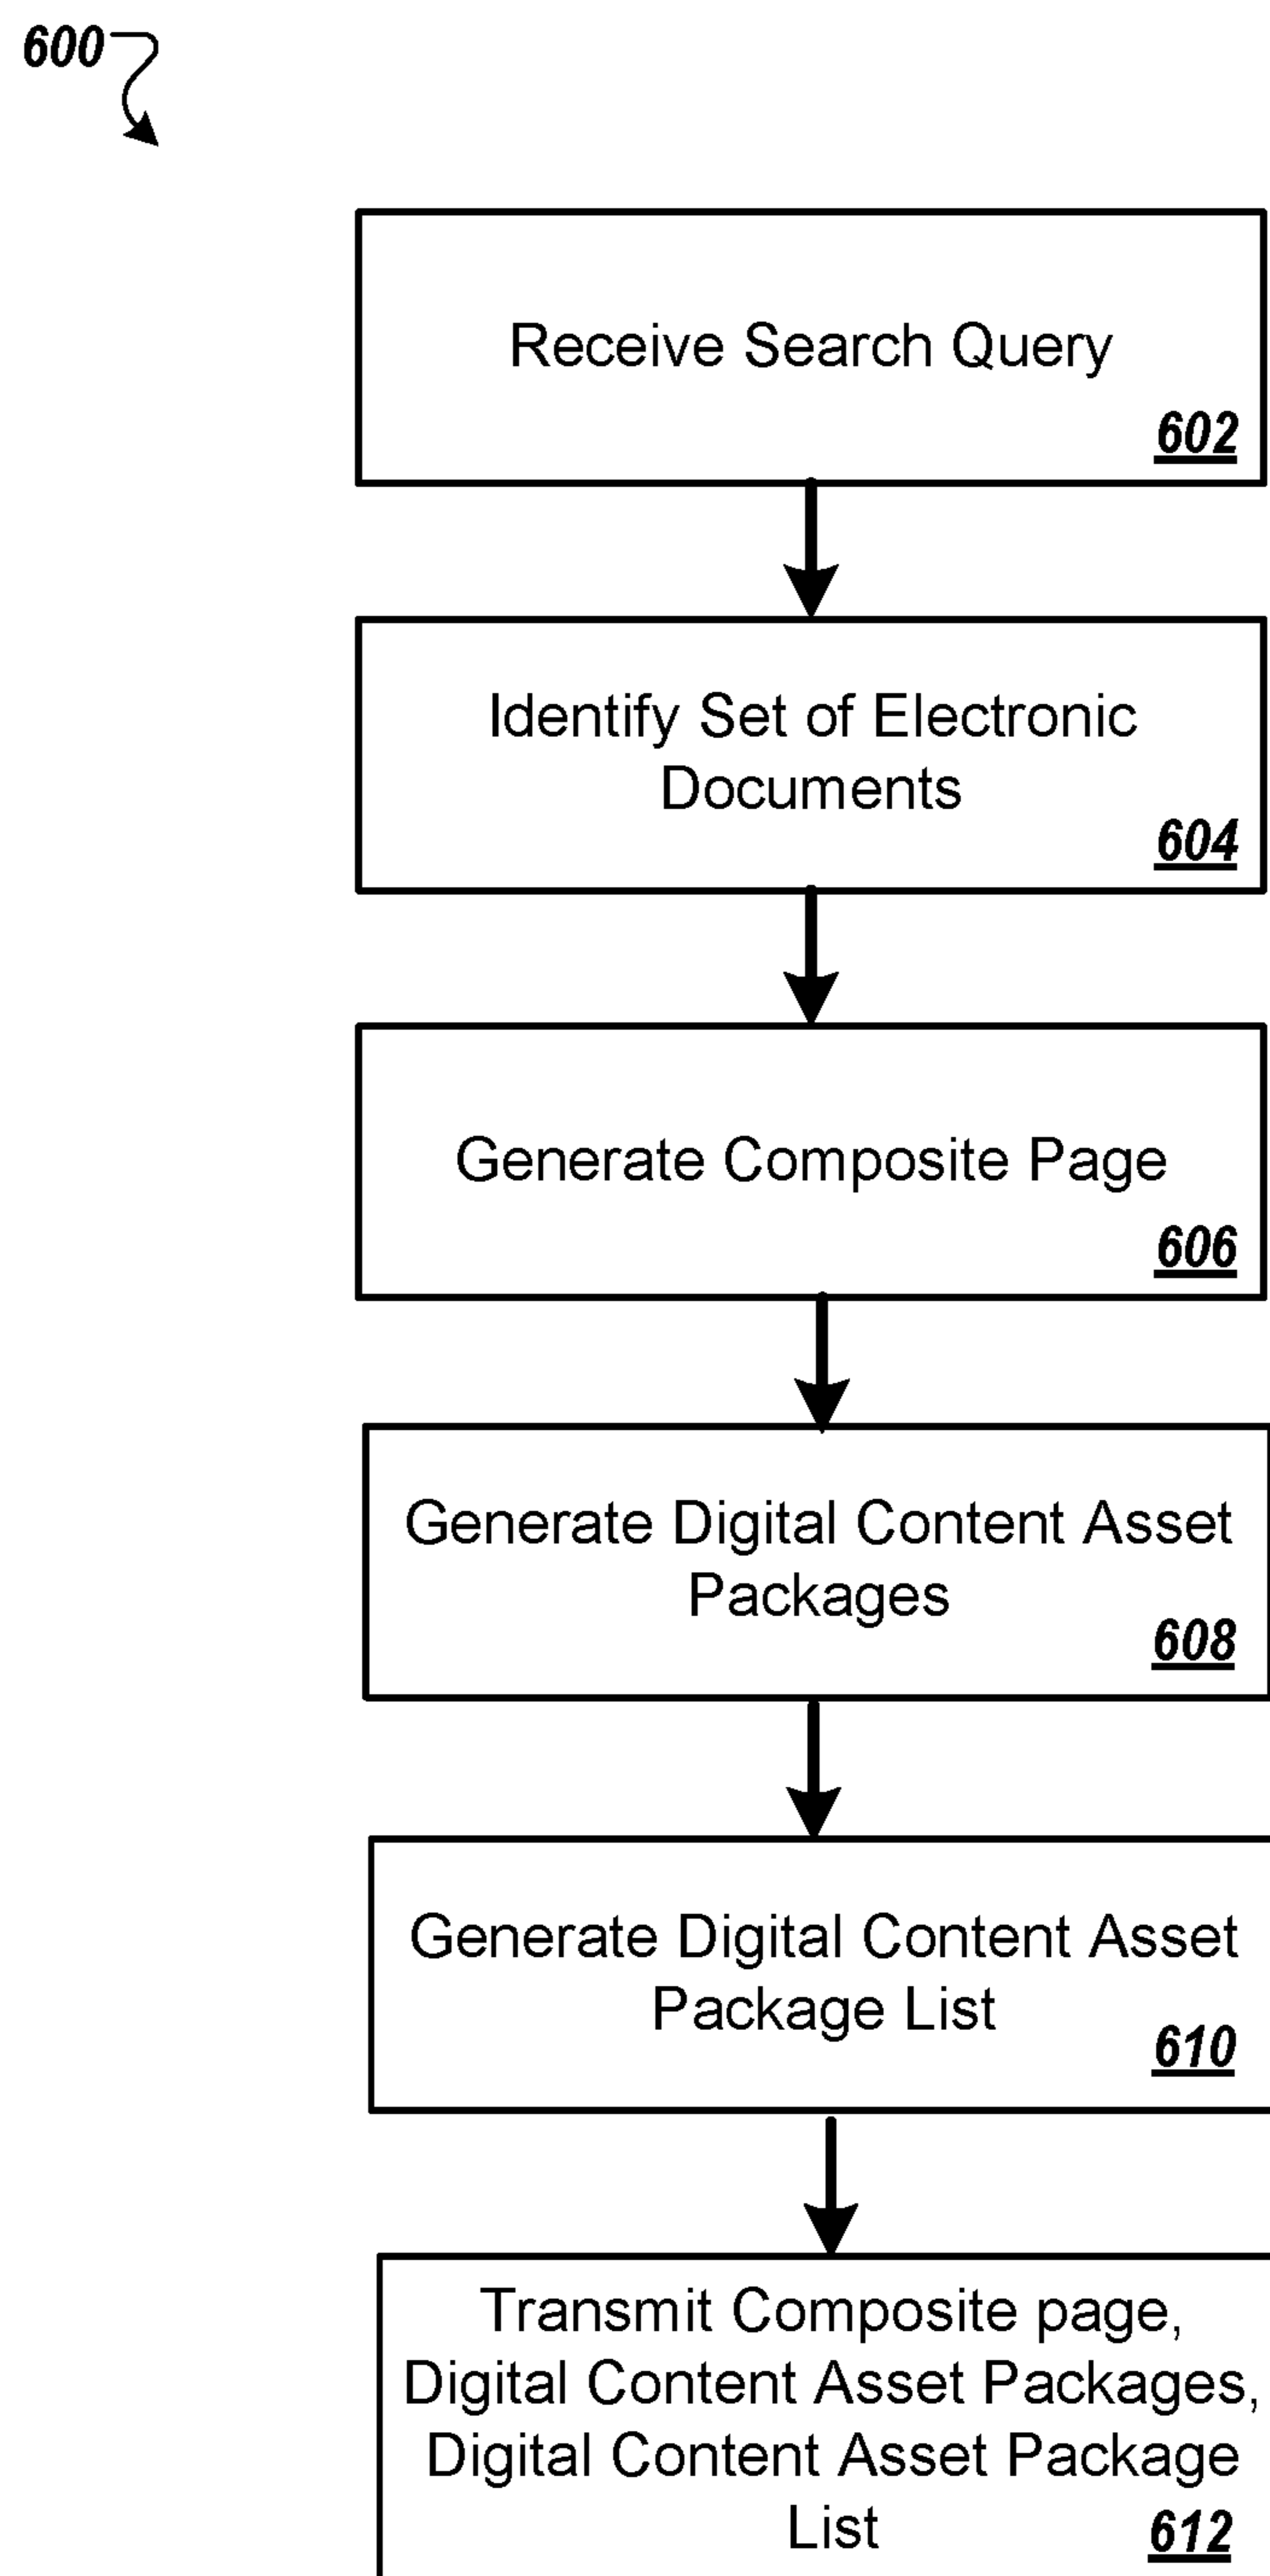 600
Receive Search Query
602
Identify Set of Electronic
Documents
604
Generate Composite Page
606
Generate Digital Content Asset
Packages
608
Generate Digital Content Asset
Package List
610
Transmit Composite page,
Digital Content Asset Packages,
Digital Content Asset Package
List
612